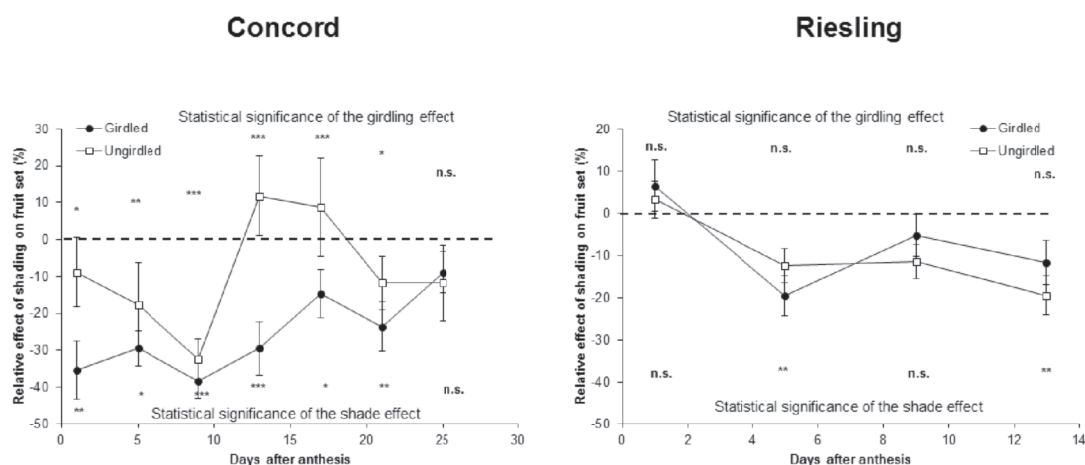 Concord
Riesling
Statistical significance of the girdling effect
Girdled
Ungirdled
Relative effect of shading on fruit set (%)
30
20
10
0
-10
-20
-30
-40
-50
* ** *** *** *** * n.s.
** * *** *** * ** n.s.
Statistical significance of the shade effect
0 5 10 15 20 25 30
Days after anthesis
Statistical significance of the girdling effect
Girdled
Ungirdled
Relative effect of shading on fruit set (%)
20
10
0
-10
-20
-30
-40
-50
n.s. n.s. n.s. n.s.
n.s. ** n.s. **
Statistical significance of the shade effect
0 2 4 6 8 10 12 14
Days after anthesis